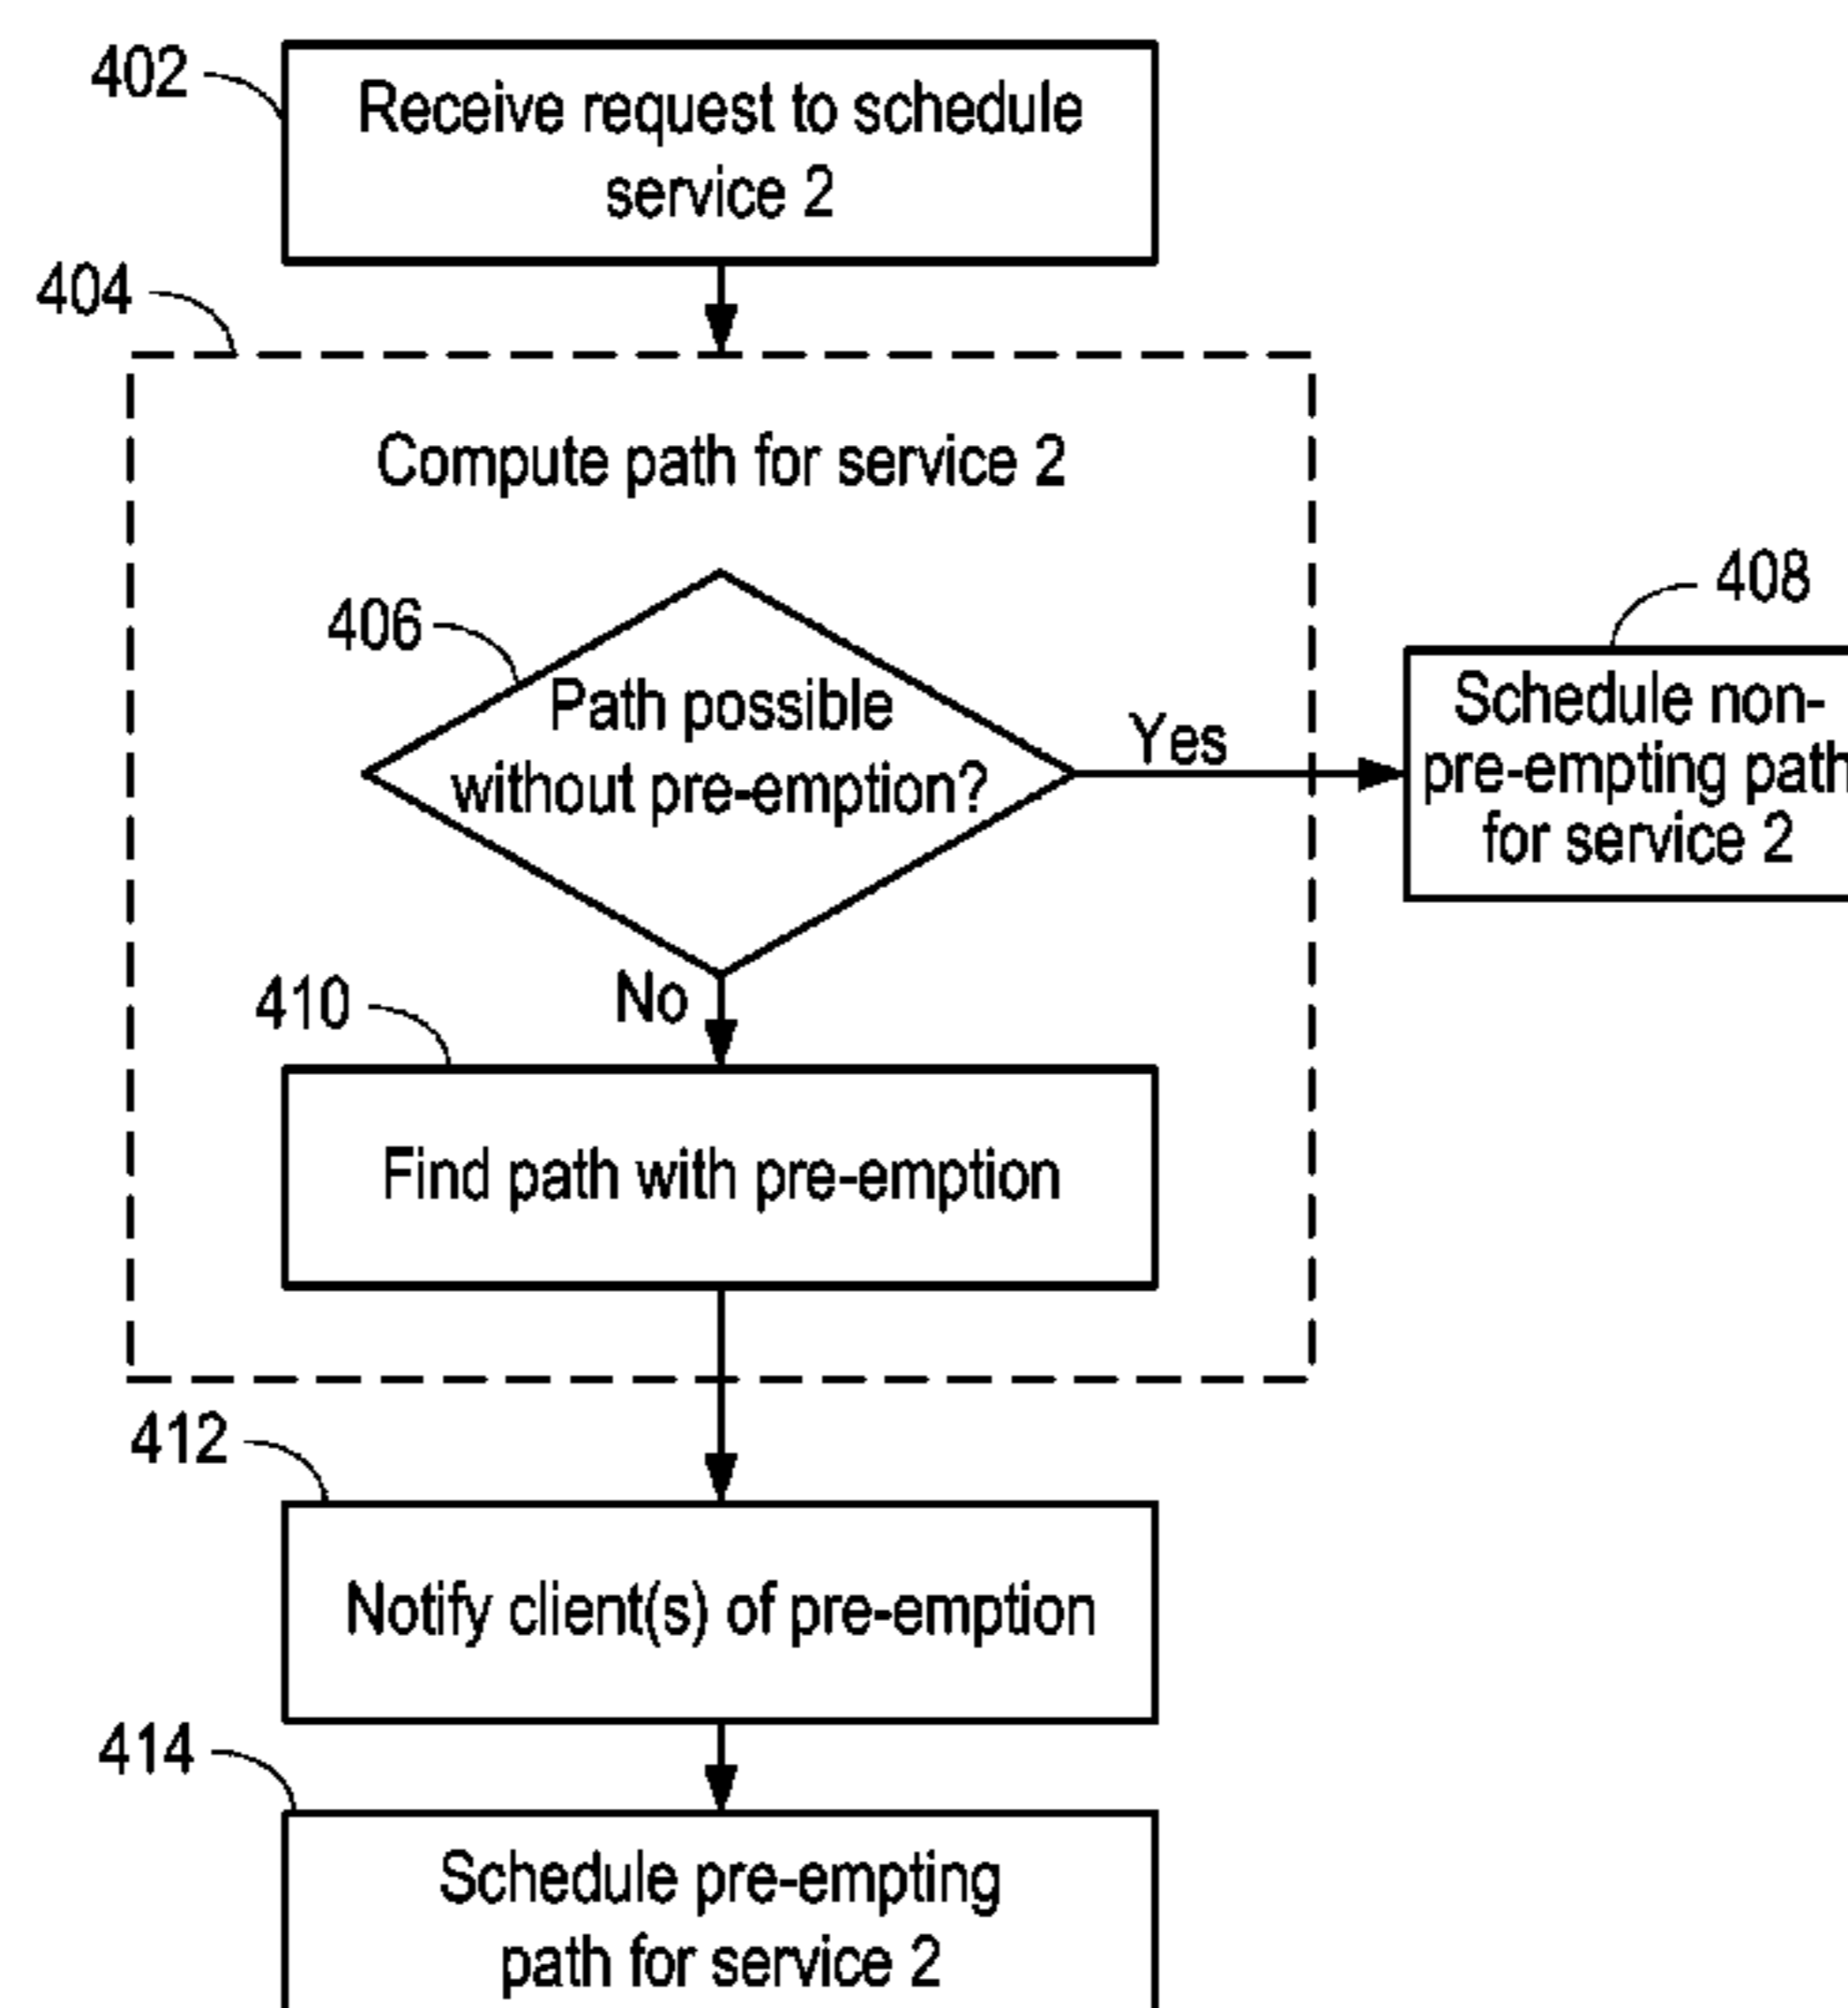 402
Receive request to schedule
service 2
404
Compute path for service 2
406
Path possible
without pre-emption?
Yes
408
Schedule non-
pre-empting path
for service 2
No
410
Find path with pre-emption
412
Notify client(s) of pre-emption
414
Schedule pre-empting
path for service 2